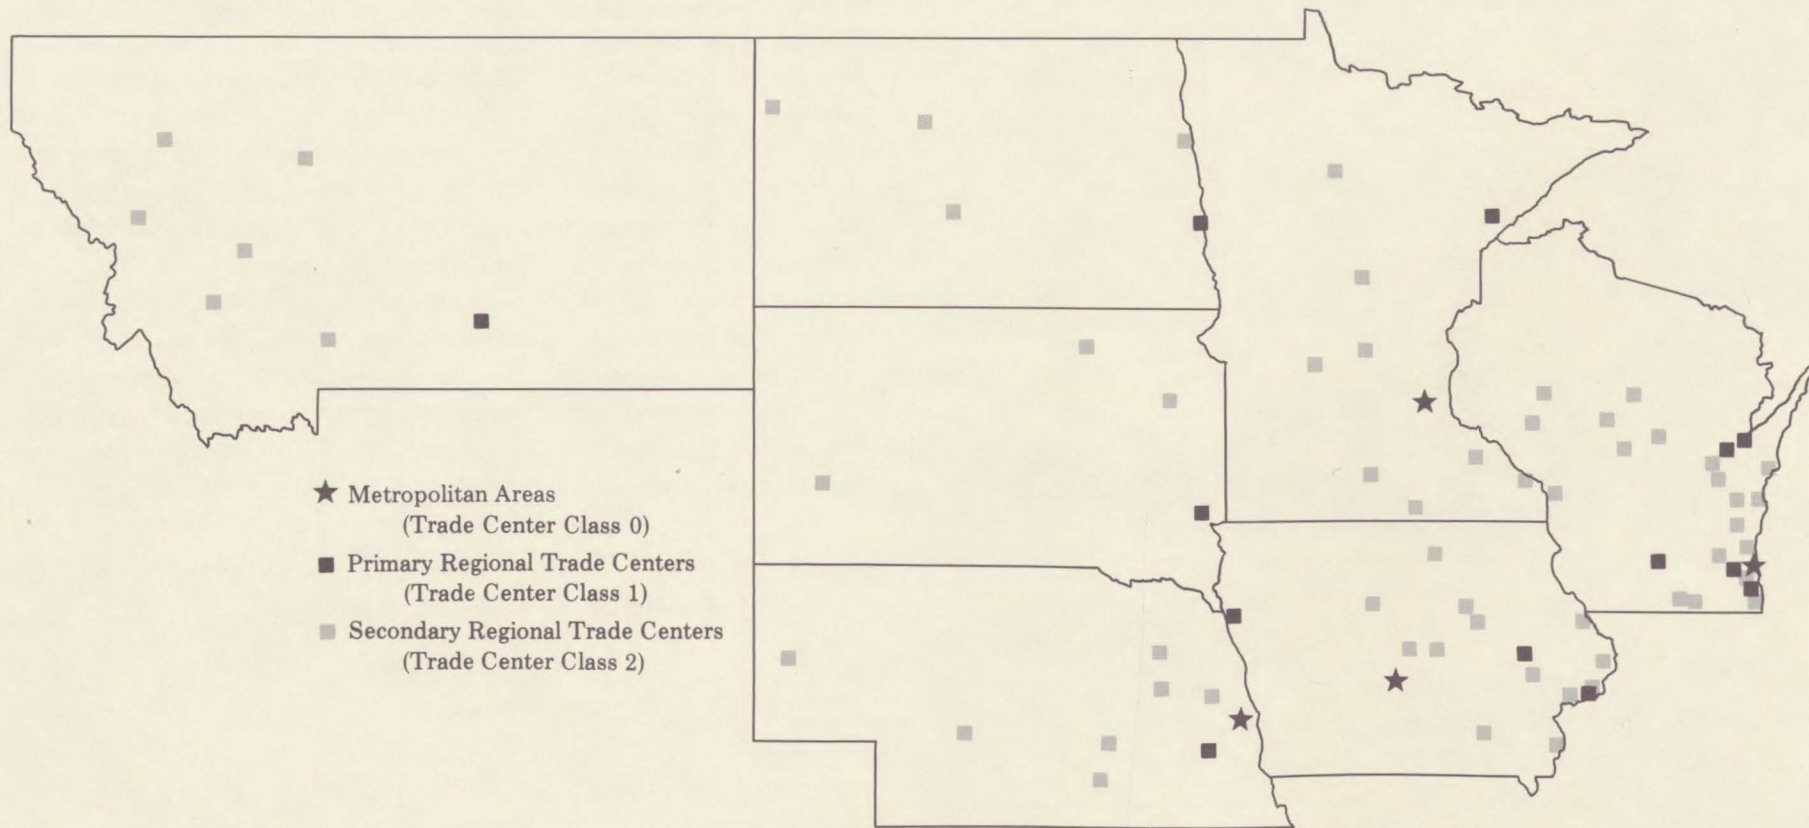 Metropolitan Areas
(Trade Center Class 0)
Primary Regional Trade Centers
(Trade Center Class 1)
Secondary Regional Trade Centers
(Trade Center Class 2)